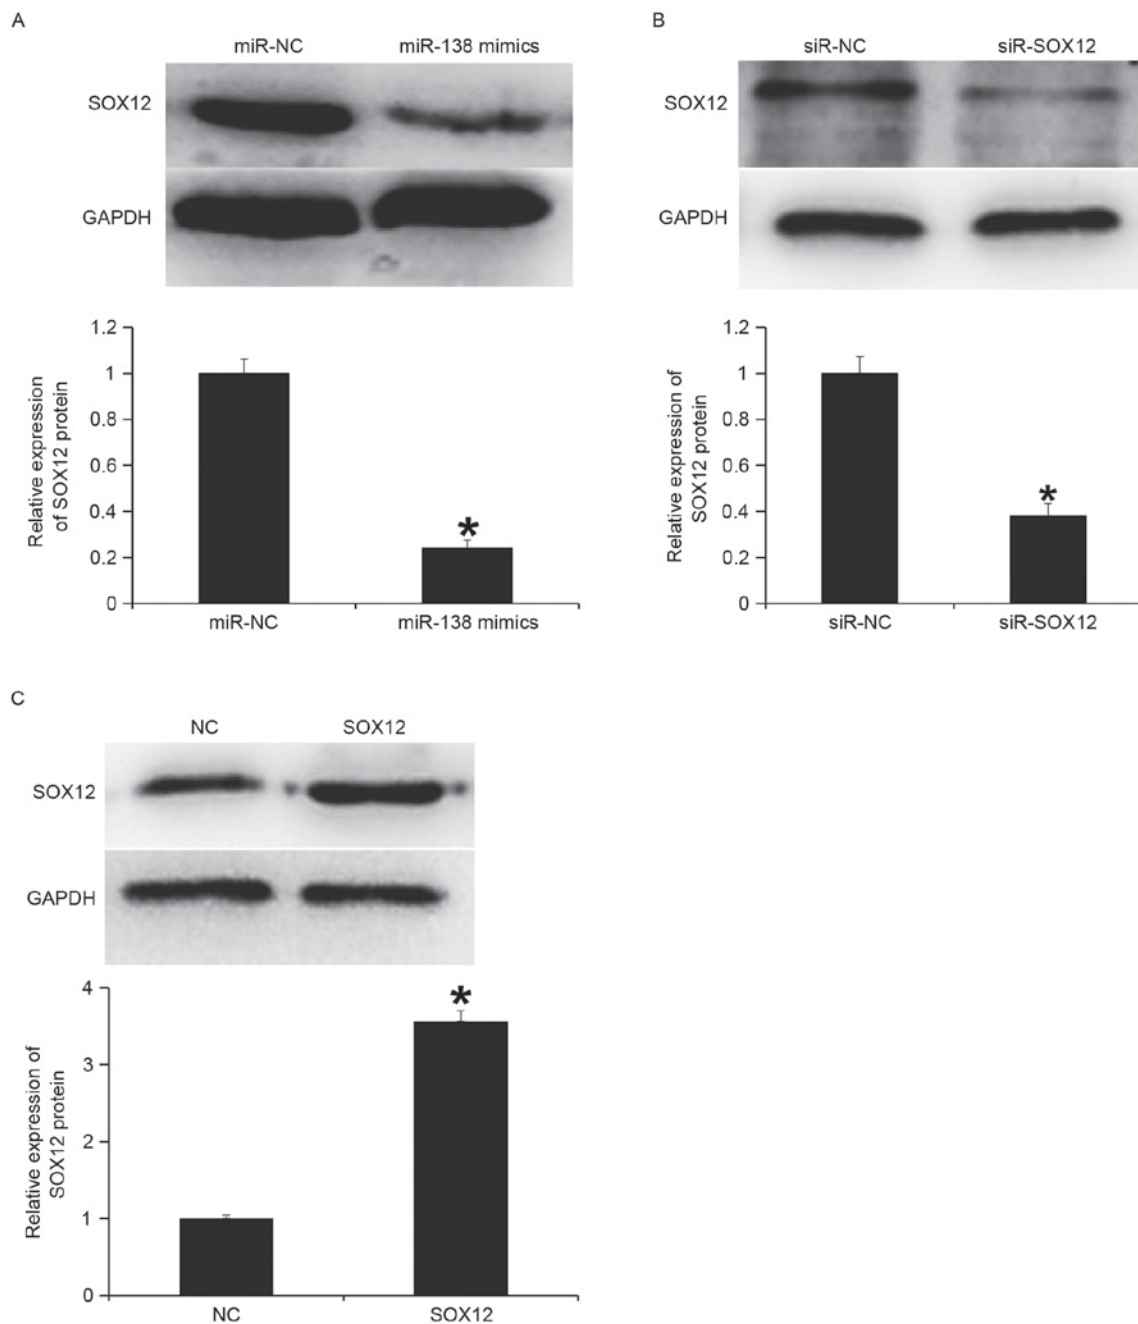 A
miR-NC miR-138 mimics
SOX12
GAPDH
1.2
1
0.8
0.6
0.4
0.2
0
Relative expression
of SOX12 protein
*
miR-NC miR-138 mimics
B
siR-NC siR-SOX12
SOX12
GAPDH
1.2
1
0.8
0.6
0.4
0.2
0
Relative expression of
SOX12 protein
*
siR-NC siR-SOX12
C
NC SOX12
SOX12
GAPDH
4
3
2
1
0
Relative expression of
SOX12 protein
*
NC SOX12